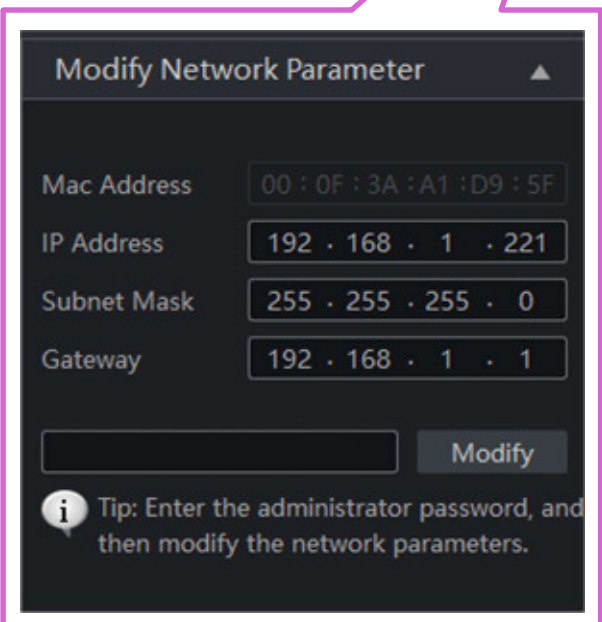 Modify Network Parameter
Mac Address 00 : 0F : 3A : A1 : D9 : 5F
IP Address 192 . 168 . 1 . 221
Subnet Mask 255 . 255 . 255 . 0
Gateway 192 . 168 . 1 . 1
Modify
Tip: Enter the administrator password, and
then modify the network parameters.